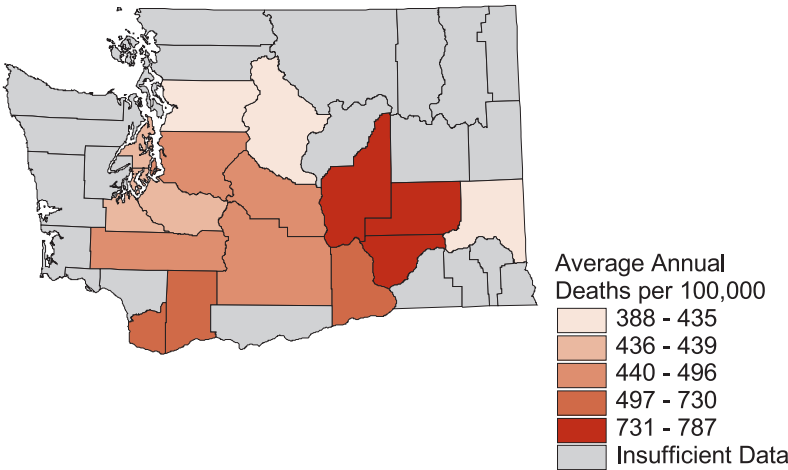 Average Annual
Deaths per 100,000
388 - 435
436 - 439
440 - 496
497 - 730
731 - 787
Insufficient Data